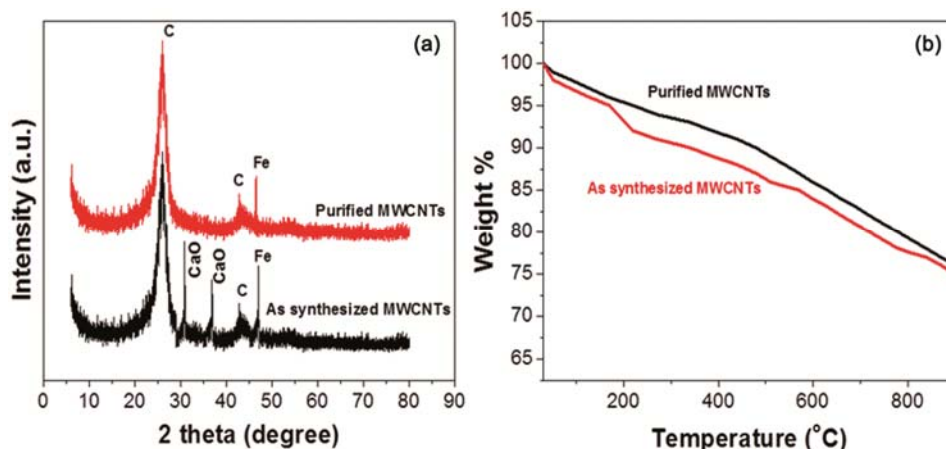 (a)
C
Fe
C
Purified MWCNTs
CaO
CaO
Fe
C
As synthesized MWCNTs
Intensity (a.u.)
0 10 20 30 40 50 60 70 80 90
2 theta (degree)
(b)
105
100
95
90
85
80
75
70
65
Purified MWCNTs
As synthesized MWCNTs
Weight %
200 400 600 800
Temperature (°C)